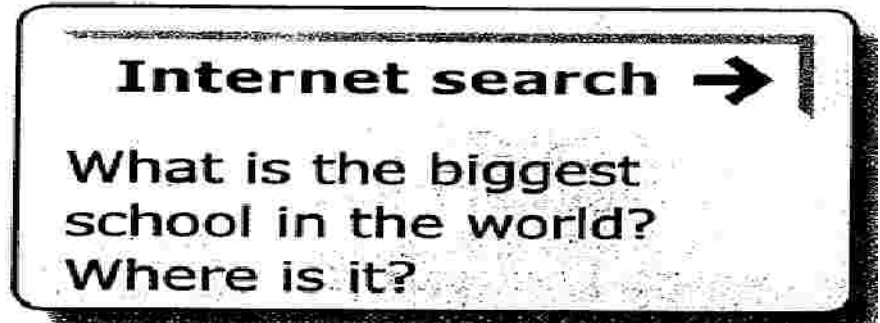 Internet search →
What is the biggest
school in the world?
Where is it?